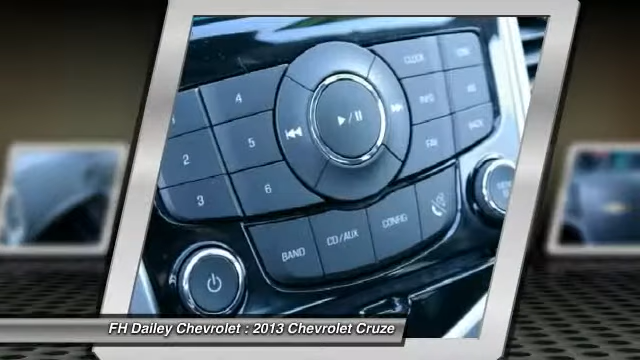 1 4 CLOCK
2 5 INFO
3 6 FAV BACK
BAND CD/AUX CONFIG
FH Dailey Chevrolet : 2013 Chevrolet Cruze